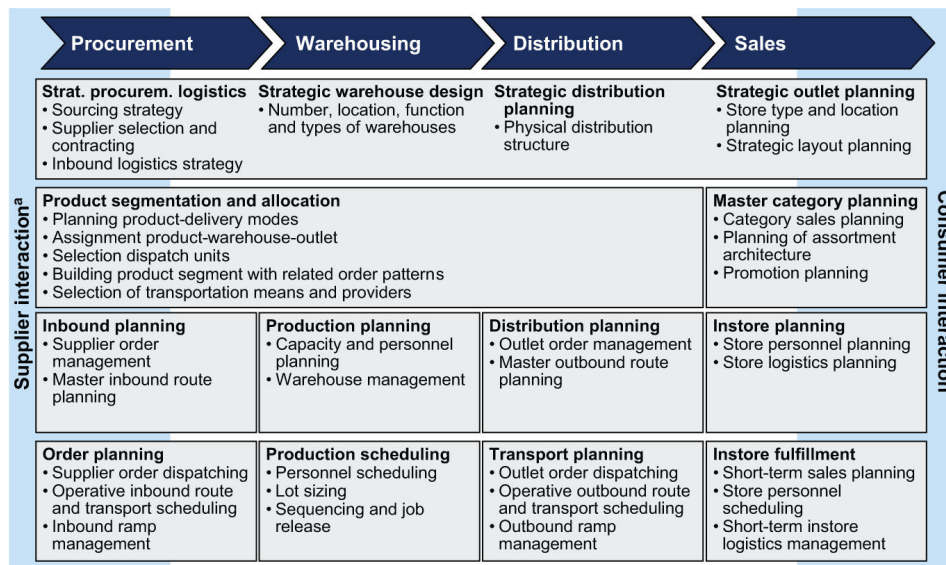 Procurement
Warehousing
Distribution
Sales
Supplier interactionᵃ
Strat. procurem. logistics
• Sourcing strategy
• Supplier selection and
contracting
• Inbound logistics strategy
Strategic warehouse design
• Number, location, function
and types of warehouses
Strategic distribution
planning
• Physical distribution
structure
Strategic outlet planning
• Store type and location
planning
• Strategic layout planning
Product segmentation and allocation
• Planning product-delivery modes
• Assignment product-warehouse-outlet
• Selection dispatch units
• Building product segment with related order patterns
• Selection of transportation means and providers
Master category planning
• Category sales planning
• Planning of assortment
architecture
• Promotion planning
Inbound planning
• Supplier order
management
• Master inbound route
planning
Production planning
• Capacity and personnel
planning
• Warehouse management
Distribution planning
• Outlet order management
• Master outbound route
planning
Instore planning
• Store personnel planning
• Store logistics planning
Order planning
• Supplier order dispatching
• Operative inbound route
and transport scheduling
• Inbound ramp
management
Production scheduling
• Personnel scheduling
• Lot sizing
• Sequencing and job
release
Transport planning
• Outlet order dispatching
• Operative outbound route
and transport scheduling
• Outbound ramp
management
Instore fulfillment
• Short-term sales planning
• Store personnel
scheduling
• Short-term instore
logistics management
Consumer interaction